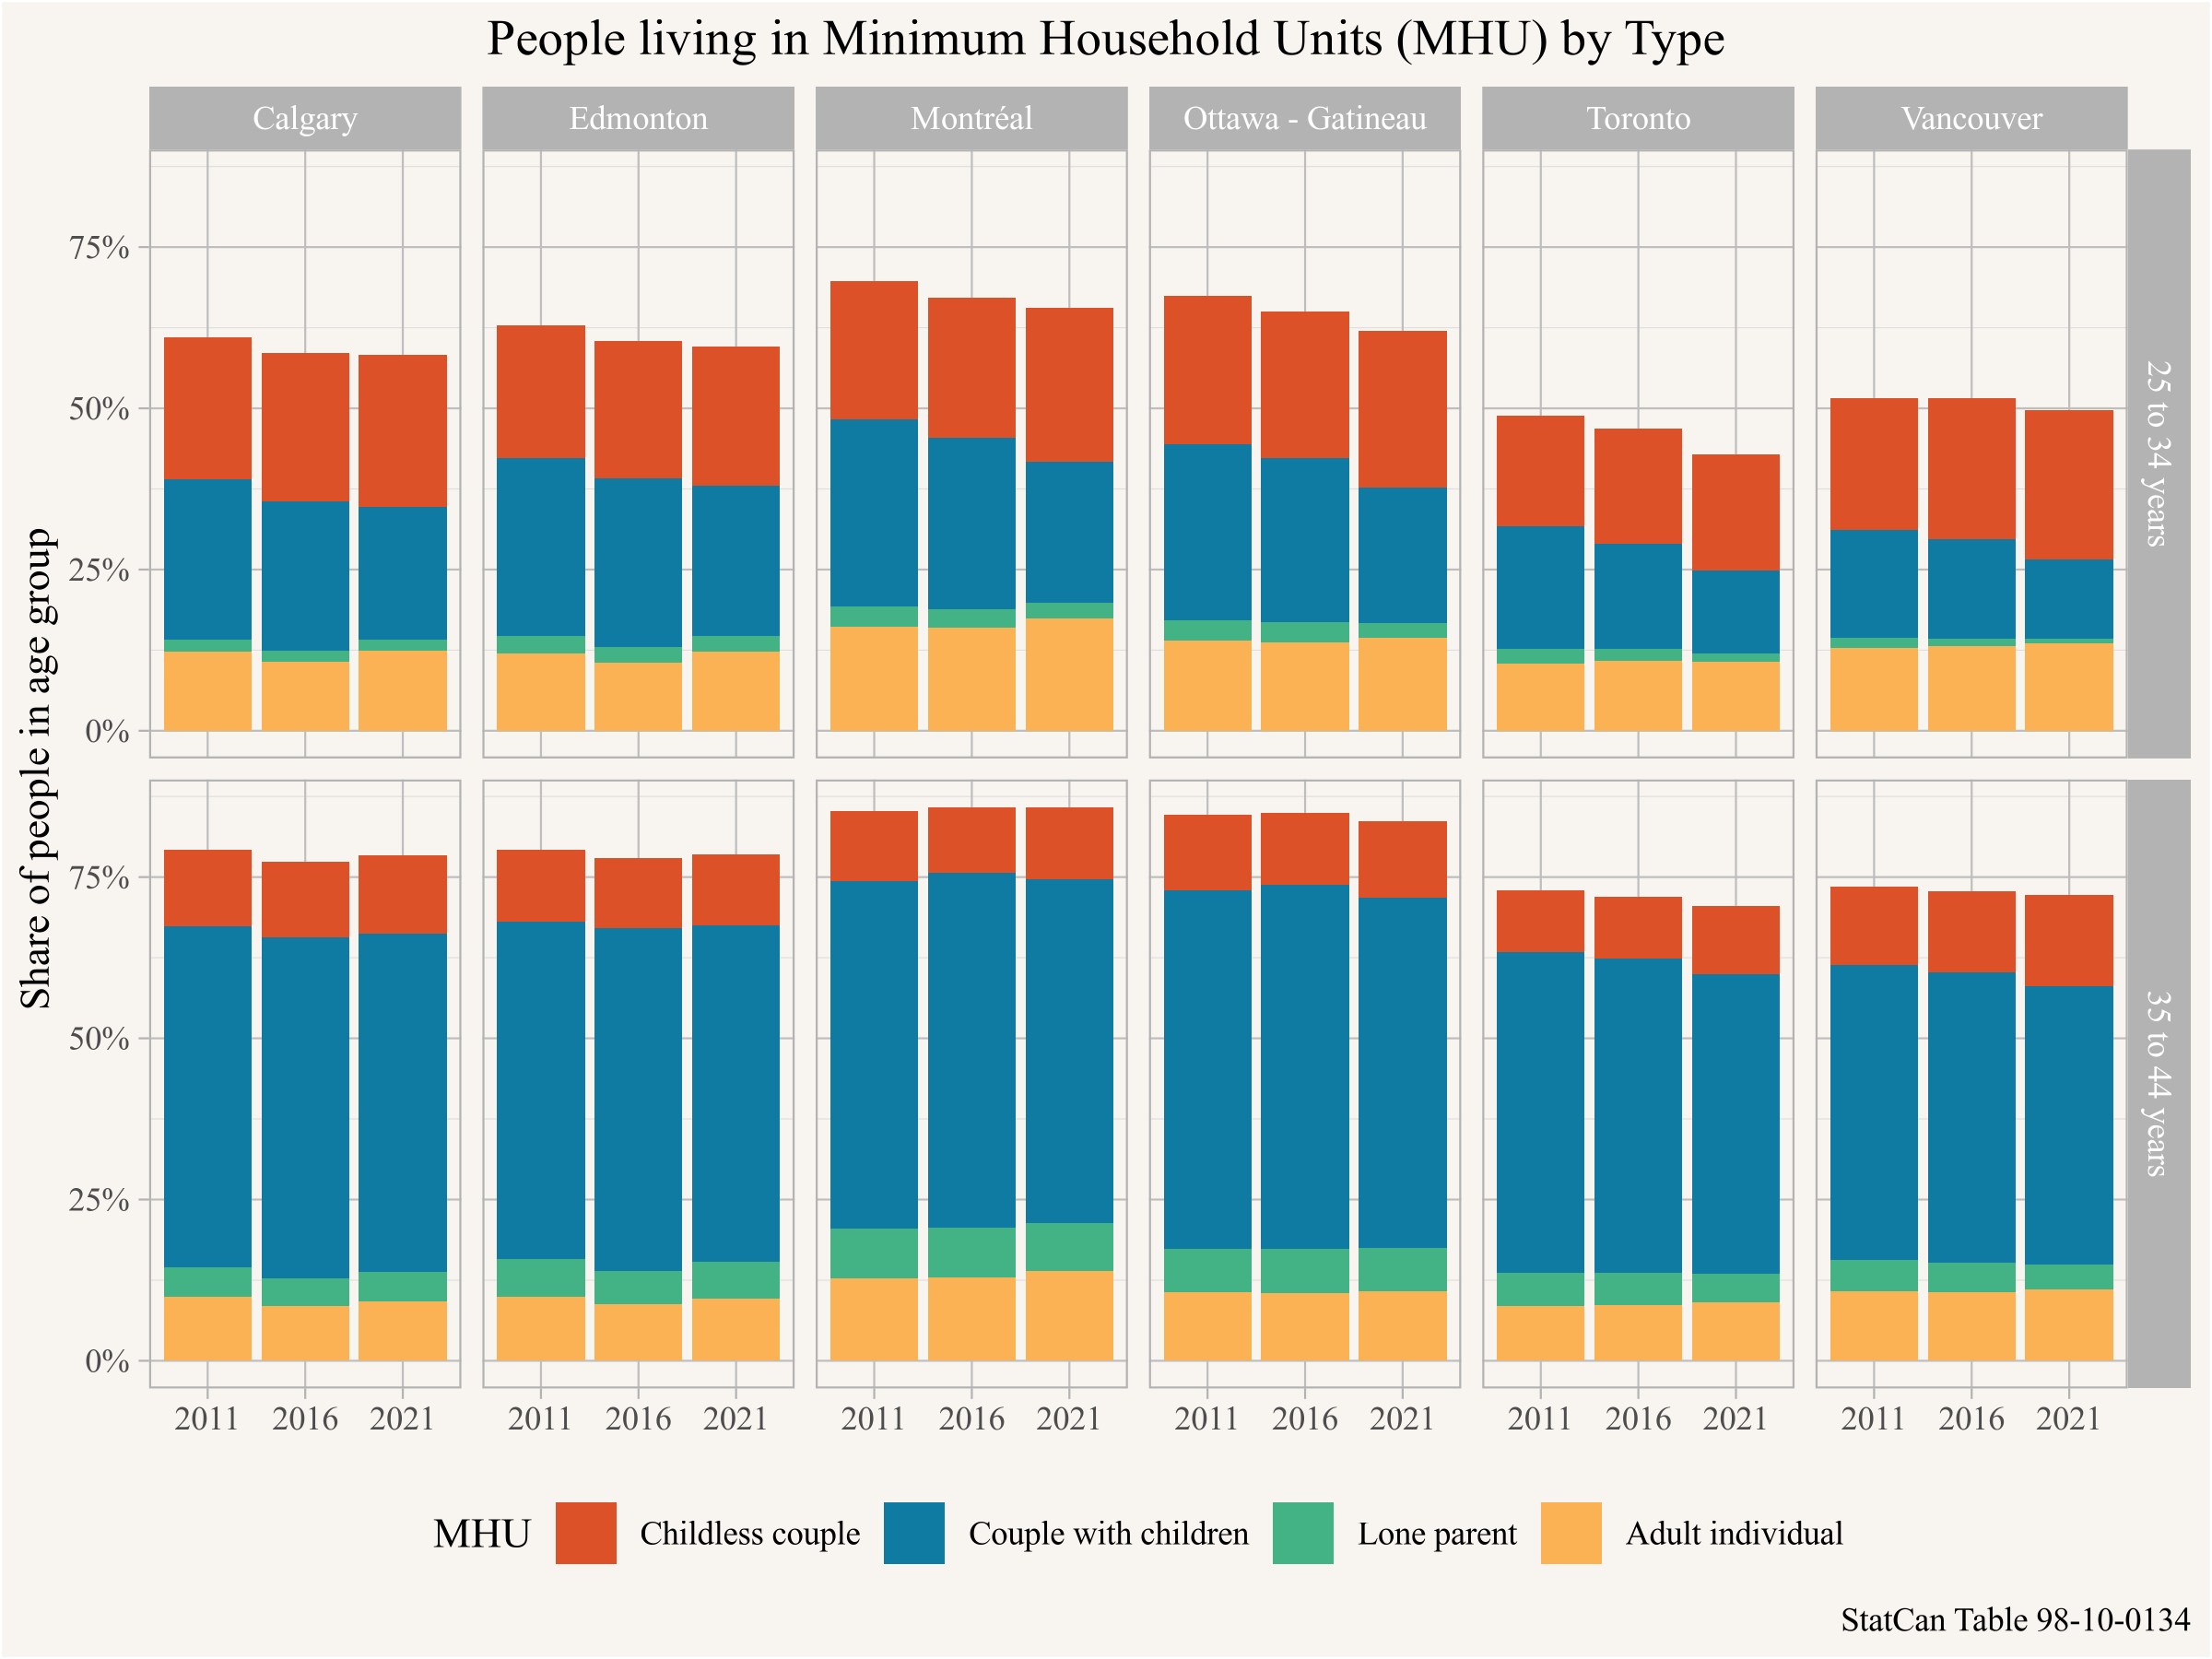 People living in Minimum Household Units (MHU) by Type
Calgary
Edmonton
Montréal
Ottawa - Gatineau
Toronto
Vancouver
Share of people in age group
75%
50%
25%
0%
25 to 34 years
75%
50%
25%
0%
35 to 44 years
2011 2016 2021
2011 2016 2021
2011 2016 2021
2011 2016 2021
2011 2016 2021
2011 2016 2021
MHU Childless couple Couple with children Lone parent Adult individual
StatCan Table 98-10-0134